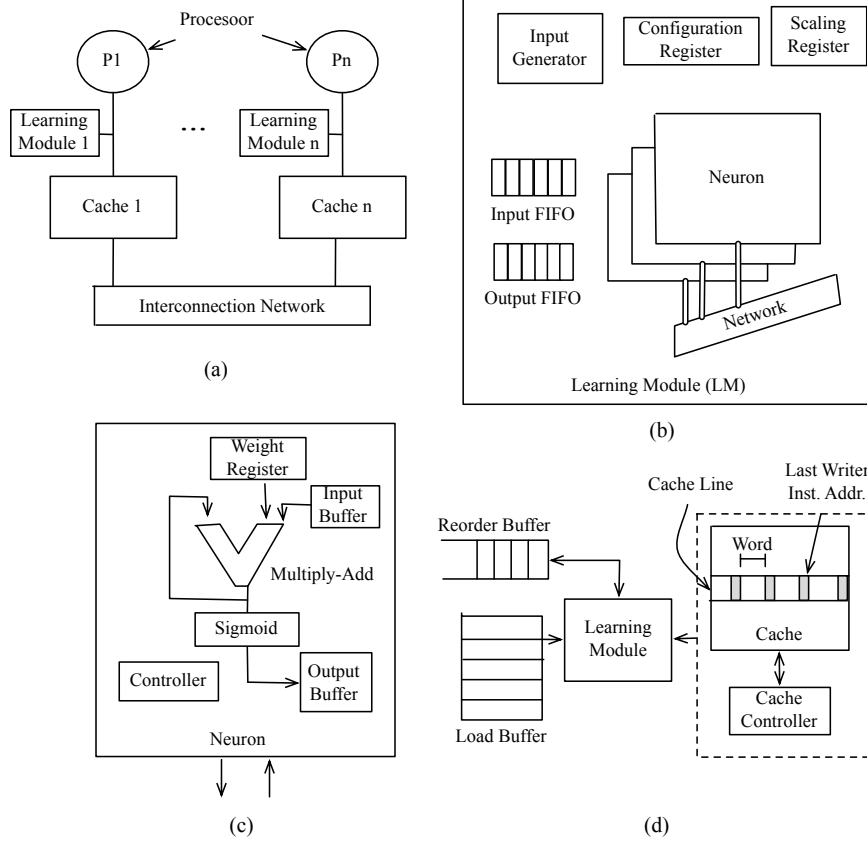 Procesoor
P1
Pn
Learning
Module 1
...
Learning
Module n
Cache 1
Cache n
Interconnection Network
(a)
Input
Generator
Configuration
Register
Scaling
Register
Neuron
Input FIFO
Output FIFO
Network
Learning Module (LM)
(b)
Weight
Register
Input
Buffer
Multiply-Add
Sigmoid
Controller
Output
Buffer
Neuron
(c)
Cache Line
Last Writer
Inst. Addr.
Reorder Buffer
Word
Learning
Module
Cache
Cache
Controller
Load Buffer
(d)